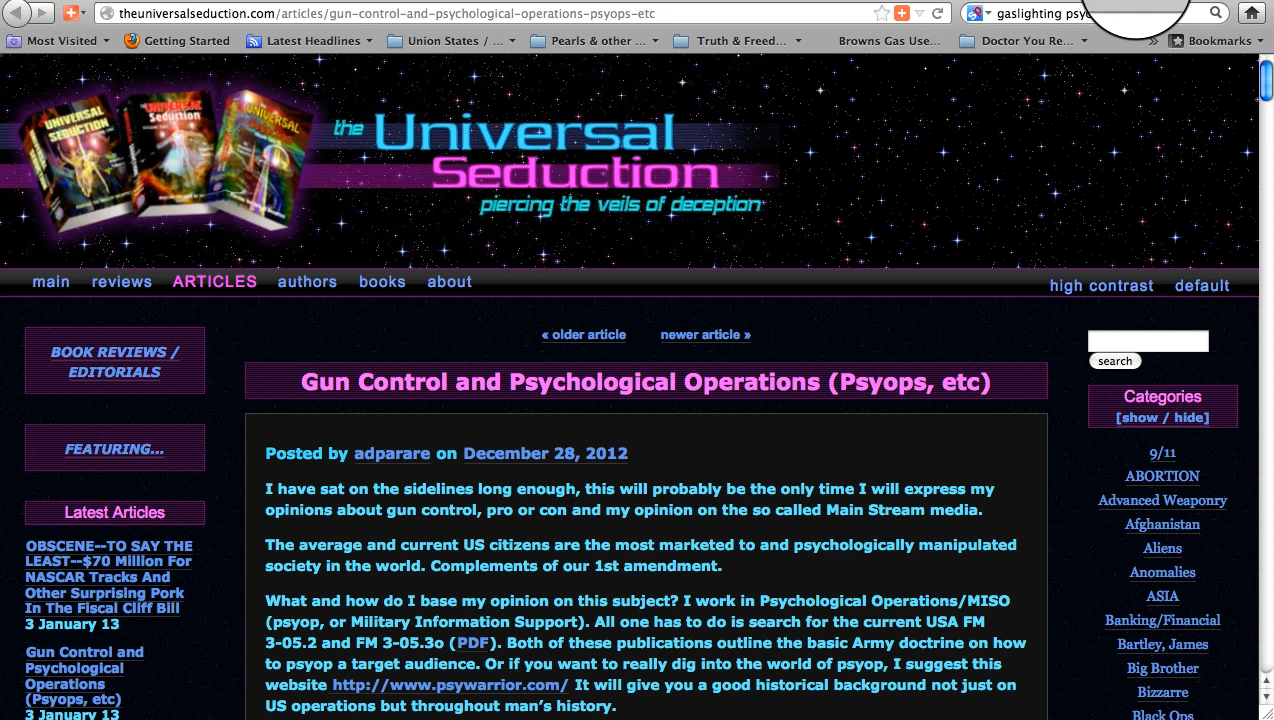 theuniversalseduction.com/articles/gun-control-and-psychological-operations-psyops-etc
gaslighting psyc
Most Visited
Getting Started
Latest Headlines
Union States / ...
Pearls & other ...
Truth & Freed...
Browns Gas Use...
Doctor You Re...
»
Bookmarks
UNIVERSAL
SEDUCTION
UNIVERSAL
Seduction
UNIVERSAL
the Universal
Seduction
piercing the veils of deception
main reviews ARTICLES authors books about
high contrast default
BOOK REVIEWS /
EDITORIALS
FEATURING...
Latest Articles
OBSCENE--TO SAY THE
LEAST--$70 Million For
NASCAR Tracks And
Other Surprising Pork
In The Fiscal Cliff Bill
3 January 13
Gun Control and
Psychological
Operations
(Psyops, etc)
3 January 13
« older article newer article »
Gun Control and Psychological Operations (Psyops, etc)
Posted by adparare on December 28, 2012
I have sat on the sidelines long enough, this will probably be the only time I will express my
opinions about gun control, pro or con and my opinion on the so called Main Stream media.
The average and current US citizens are the most marketed to and psychologically manipulated
society in the world. Complements of our 1st amendment.
What and how do I base my opinion on this subject? I work in Psychological Operations/MISO
(psyop, or Military Information Support). All one has to do is search for the current USA FM
3-05.2 and FM 3-05.3o (PDF). Both of these publications outline the basic Army doctrine on how
to psyop a target audience. Or if you want to really dig into the world of psyop, I suggest this
website http://www.psywarrior.com/ It will give you a good historical background not just on
US operations but throughout man’s history.
search
Categories
[show / hide]
9/11
ABORTION
Advanced Weaponry
Afghanistan
Aliens
Anomalies
ASIA
Banking/Financial
Bartley, James
Big Brother
Bizzarre
Black Ops